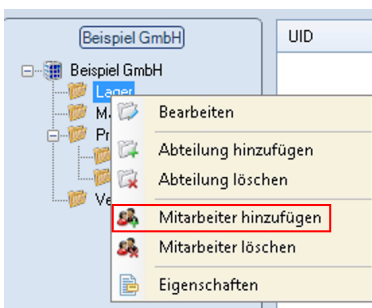 Beispiel GmbH
UID
Beispiel GmbH
Lager
Bearbeiten
Abteilung hinzufügen
Abteilung löschen
Mitarbeiter hinzufügen
Mitarbeiter löschen
Eigenschaften